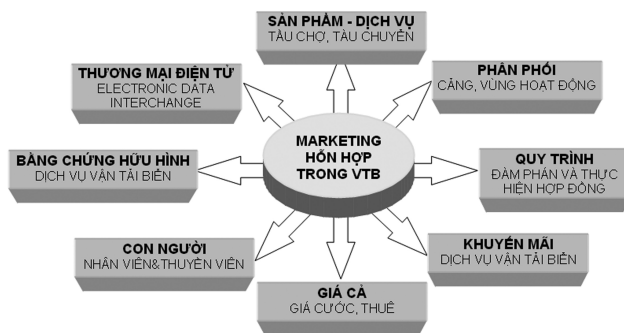 SẢN PHẨM - DỊCH VỤ
TẦU CHỢ, TÀU CHUYẾN
THƯƠNG MẠI ĐIỆN TỬ
ELECTRONIC DATA
INTERCHANGE
PHÂN PHỐI
CẢNG, VÙNG HOẠT ĐỘNG
MARKETING
HỖN HỢP
TRONG VTB
BẰNG CHỨNG HỮU HÌNH
DỊCH VỤ VẬN TẢI BIỂN
QUY TRÌNH
ĐÀM PHÁN VÀ THỰC
HIỆN HỢP ĐỒNG
CON NGƯỜI
NHÂN VIÊN&THUYỀN VIÊN
KHUYẾN MÃI
DỊCH VỤ VẬN TẢI BIỂN
GIÁ CẢ
GIÁ CƯỚC, THUÊ